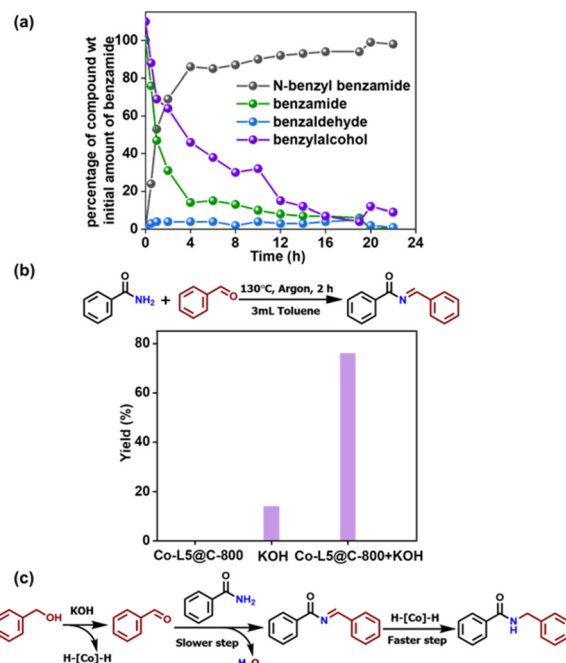 (a)
percentage of compound wt
initial amount of benzamide
100
80
60
40
20
0
N-benzyl benzamide
benzamide
benzaldehyde
benzylalcohol
0 4 8 12 16 20 24
Time (h)
(b)
O
NH2
+
O
130°C, Argon, 2 h
3mL Toluene
O
N
Yield (%)
80
60
40
20
0
Co-L5@C-800 KOH Co-L5@C-800+KOH
(c)
OH
KOH
H-[Co]-H
O
O
NH2
Slower step
O
N
H-[Co]-H
Faster step
O
N
H